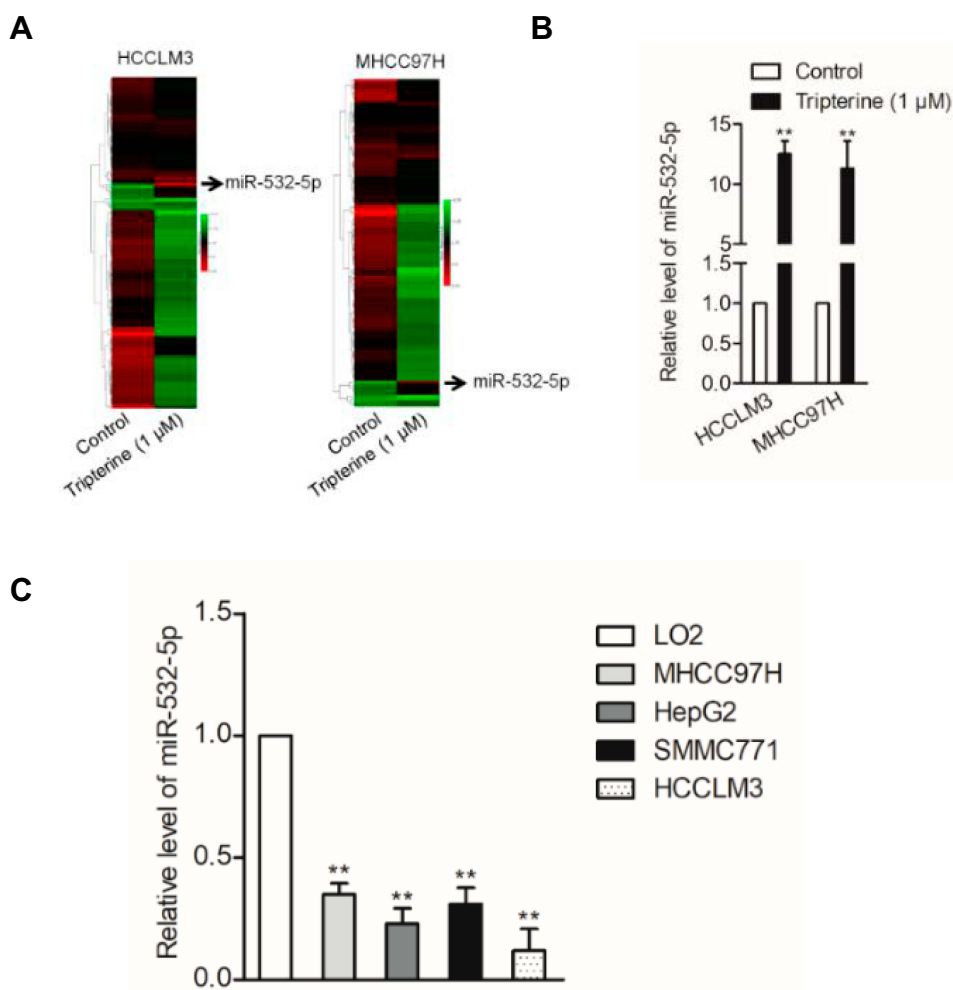 A
HCCLM3
MHCC97H
miR-532-5p
miR-532-5p
Control
Tripterine (1 μM)
Control
Tripterine (1 μM)
B
Control
Tripterine (1 μM)
Relative level of miR-532-5p
15
10
5
1.5
1.0
0.5
0.0
**
**
HCCLM3
MHCC97H
C
Relative level of miR-532-5p
1.5
1.0
0.5
0.0
**
**
**
**
LO2
MHCC97H
HepG2
SMMC771
HCCLM3